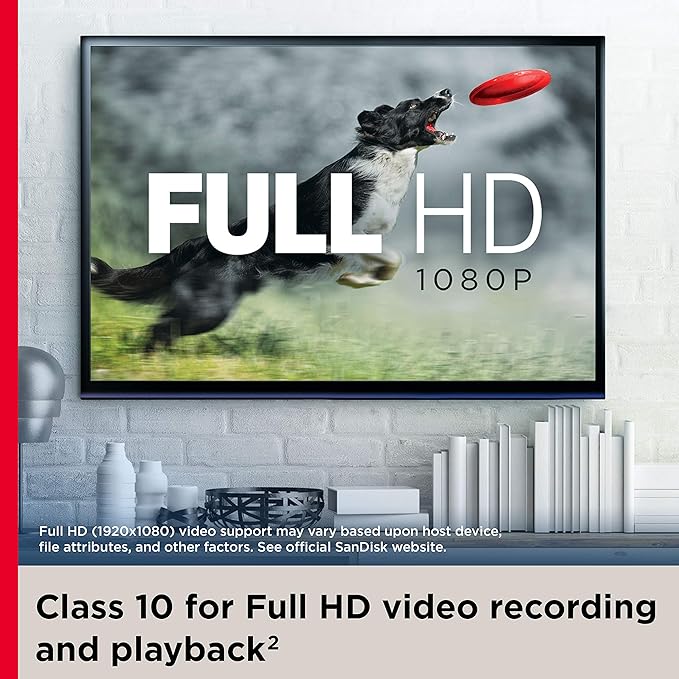 FULL HD
1080P
Full HD (1920x1080) video support may vary based upon host device,
file attributes, and other factors. See official SanDisk website.
Class 10 for Full HD video recording
and playback²